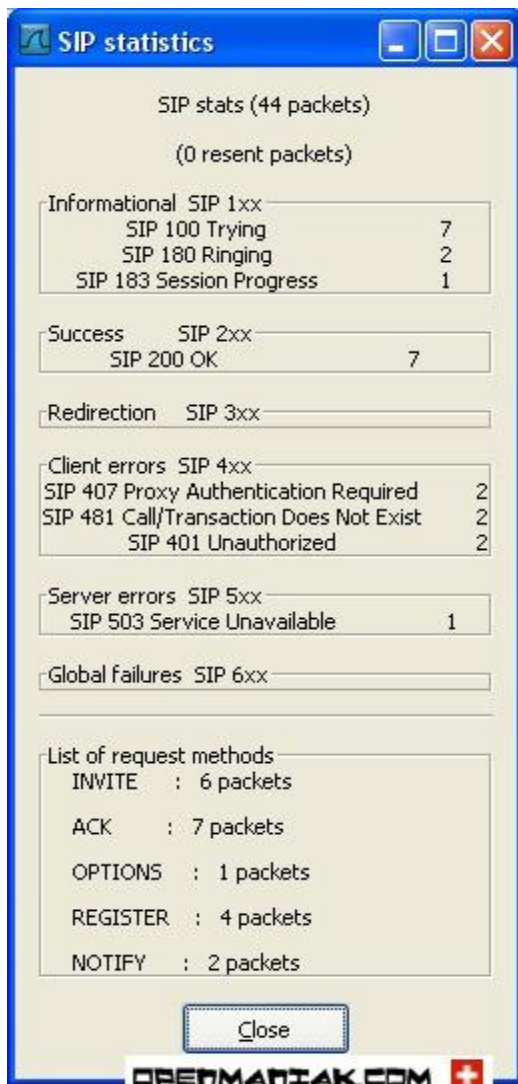 SIP statistics
SIP stats (44 packets)
(0 resent packets)
Informational SIP 1xx
SIP 100 Trying 7
SIP 180 Ringing 2
SIP 183 Session Progress 1
Success SIP 2xx
SIP 200 OK 7
Redirection SIP 3xx
Client errors SIP 4xx
SIP 407 Proxy Authentication Required 2
SIP 481 Call/Transaction Does Not Exist 2
SIP 401 Unauthorized 2
Server errors SIP 5xx
SIP 503 Service Unavailable 1
Global failures SIP 6xx
List of request methods
INVITE : 6 packets
ACK : 7 packets
OPTIONS : 1 packets
REGISTER : 4 packets
NOTIFY : 2 packets
Close
OPENMANIAK.COM